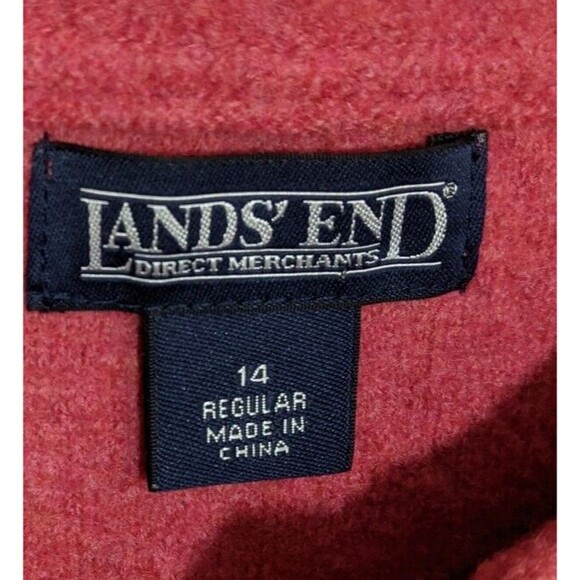 LANDS' END®
DIRECT MERCHANTS
14
REGULAR
MADE IN
CHINA